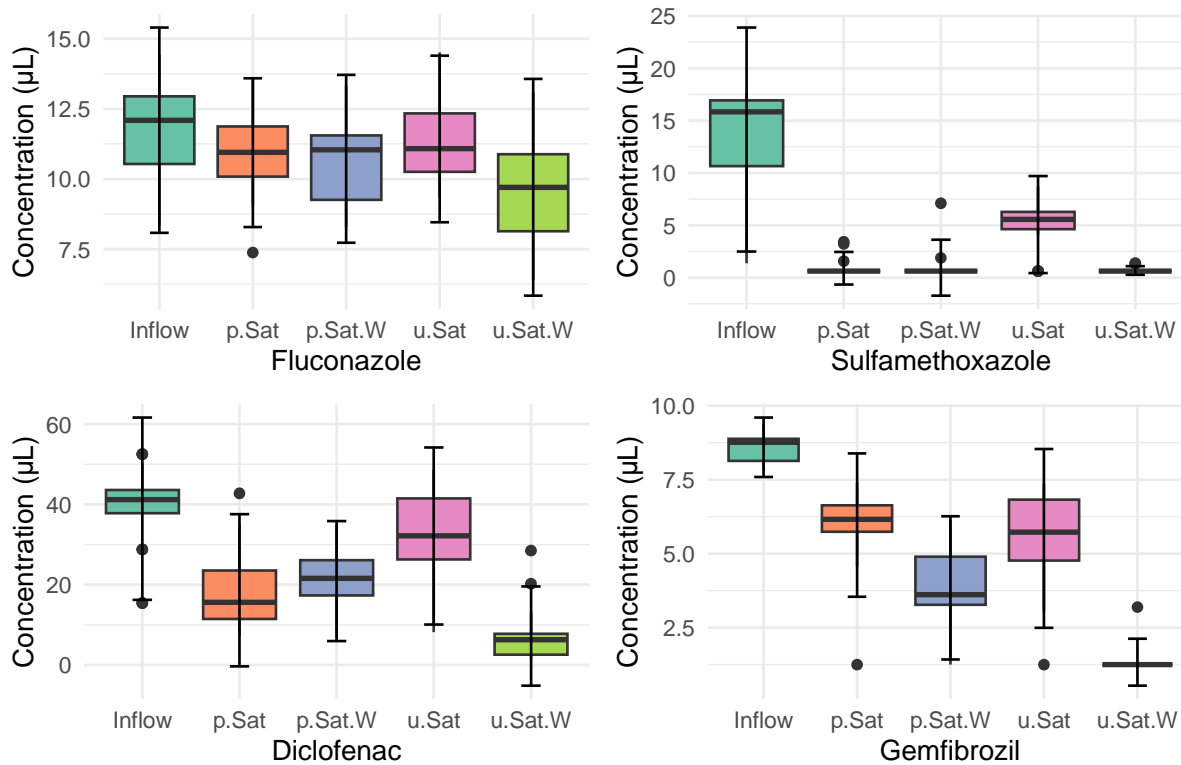 Concentration (µL)
15.0
12.5
10.0
7.5
Inflow p.Sat p.Sat.W u.Sat u.Sat.W
Fluconazole
Concentration (µL)
25
20
15
10
5
0
Inflow p.Sat p.Sat.W u.Sat u.Sat.W
Sulfamethoxazole
Concentration (µL)
60
40
20
0
Inflow p.Sat p.Sat.W u.Sat u.Sat.W
Diclofenac
Concentration (µL)
10.0
7.5
5.0
2.5
Inflow p.Sat p.Sat.W u.Sat u.Sat.W
Gemfibrozil